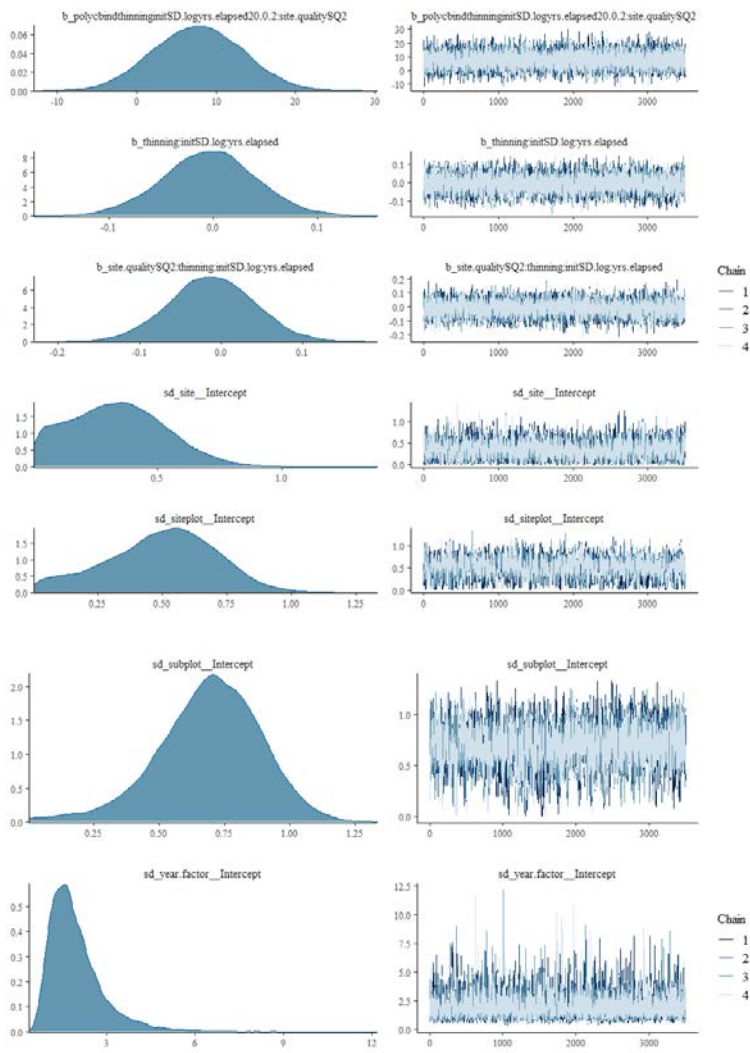 b_polycbindthinninginitSD.logyrs.elapsed20.0.2:site.qualitySQ2
b_polycbindthinninginitSD.logyrs.elapsed20.0.2:site.qualitySQ2
0.06
0.04
0.02
0.00
-10 0 10 20 30
30
20
10
0
-10
0 1000 2000 3000
b_thinning:initSD.log:yrs.elapsed
b_thinning:initSD.log:yrs.elapsed
8
6
4
2
0
-0.1 0.0 0.1
0.1
0.0
-0.1
0 1000 2000 3000
b_site.qualitySQ2:thinning:initSD.log:yrs.elapsed
b_site.qualitySQ2:thinning:initSD.log:yrs.elapsed
6
4
2
0
-0.2 -0.1 0.0 0.1
0.2
0.1
0.0
-0.1
-0.2
0 1000 2000 3000
Chain
1
2
3
4
sd_site__Intercept
sd_site__Intercept
1.5
1.0
0.5
0.0
0.5 1.0
1.0
0.5
0.0
0 1000 2000 3000
sd_siteplot__Intercept
sd_siteplot__Intercept
1.5
1.0
0.5
0.0
0.25 0.50 0.75 1.00 1.25
1.0
0.5
0.0
0 1000 2000 3000
sd_subplot__Intercept
sd_subplot__Intercept
2.0
1.5
1.0
0.5
0.0
0.25 0.50 0.75 1.00 1.25
1.0
0.5
0.0
0 1000 2000 3000
sd_year.factor__Intercept
sd_year.factor__Intercept
0.5
0.4
0.3
0.2
0.1
0.0
3 6 9 12
12.5
10.0
7.5
5.0
2.5
0.0
0 1000 2000 3000
Chain
1
2
3
4